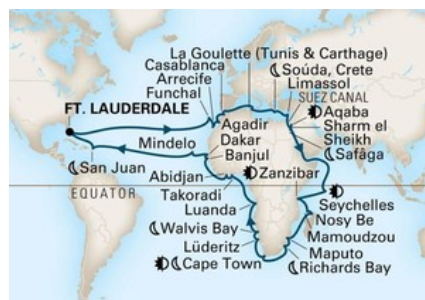 La Goulette (Tunis & Carthage)
Casablanca
Arrecife
Funchal
Soúda, Crete
Limassol
SUEZ CANAL
FT. LAUDERDALE
Aqaba
Sharm el
Sheikh
Safâga
Agadir
Dakar
Banjul
Mindelo
San Juan
Abidjan
Zanzibar
EQUATOR
Takoradi
Luanda
Walvis Bay
Lüderitz
Cape Town
Seychelles
Nosy Be
Mamoudzou
Maputo
Richards Bay